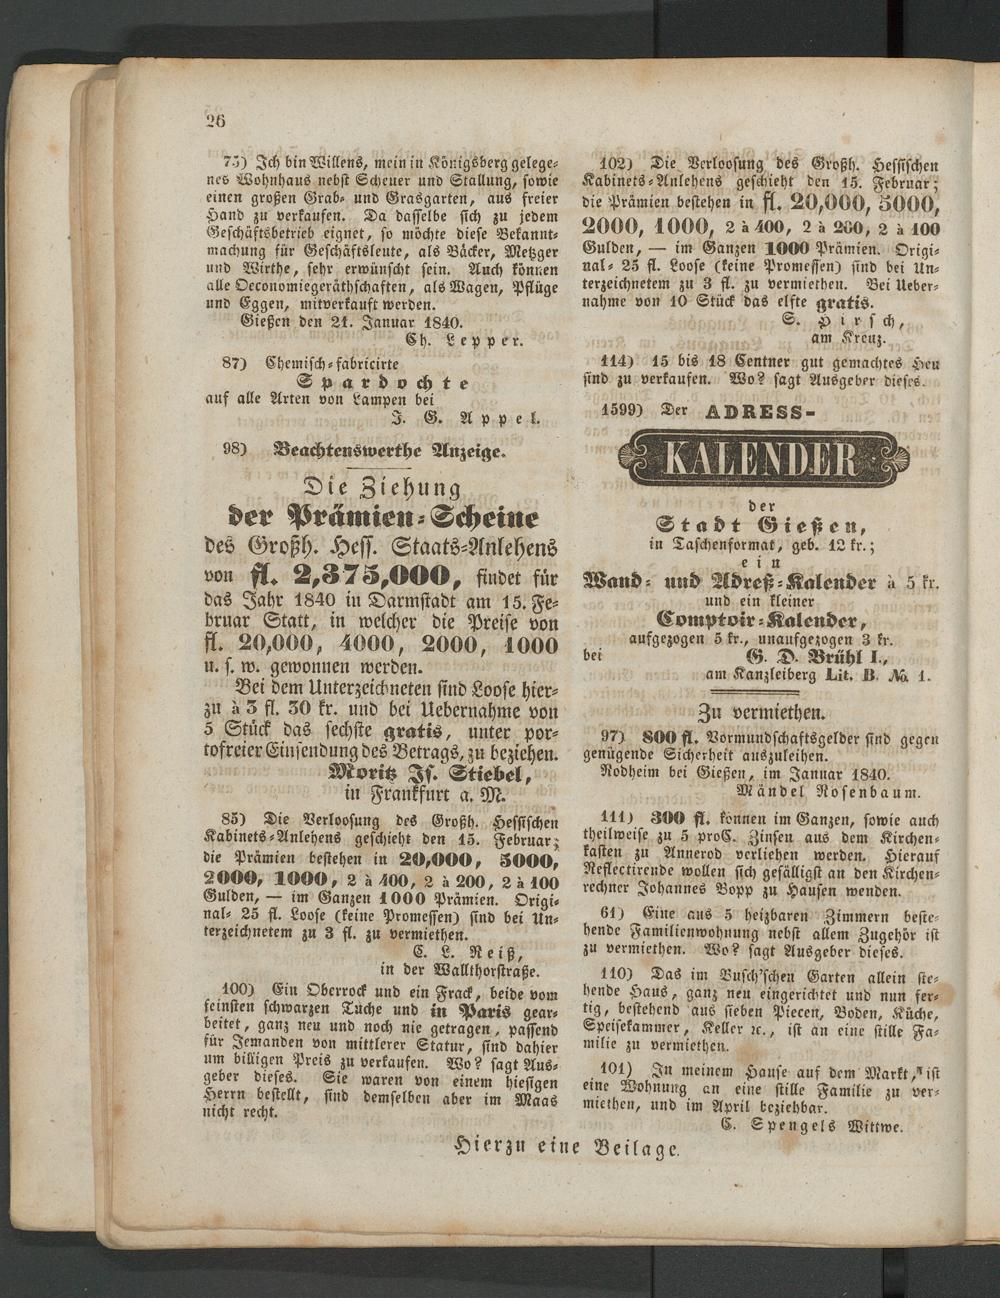 26
73) Ich bin Willens, mein in Königsberg gelege-
nes Wohnhaus nebst Scheuer und Stallung, sowie
einen großen Grab- und Grasgarten, aus freier
Hand zu verkaufen. Da dasselbe sich zu jedem
Geschäftsbetrieb eignet, so möchte diese Bekannt-
machung für Geschäftsleute, als Bäcker, Metzger
und Wirthe, sehr erwünscht sein. Auch können
alle Oeconomiegeräthschaften, als Wagen, Pflüge
und Eggen, mitverkauft werden.
Gießen den 21. Januar 1840.
Ch. Lepper.
87) Chemisch-fabricirte
Spardochte
auf alle Arten von Lampen bei
J. G. Appel.
98) Beachtenswerthe Anzeige.
Die Ziehung
der Prämien-Scheine
des Großh. Hess. Staats-Anlehens
von fl. 2,375,000, findet für
das Jahr 1840 in Darmstadt am 15. Fe-
bruar Statt, in welcher die Preise von
fl. 20,000, 4000, 2000, 1000
u. s. w. gewonnen werden.
Bei dem Unterzeichneten sind Loose hier-
zu à 3 fl. 30 kr. und bei Uebernahme von
5 Stück das sechste gratis, unter por-
tofreier Einsendung des Betrags, zu beziehen.
Moritz Js. Stiebel,
in Frankfurt a. M.
85) Die Verloosung des Großh. Hessischen
Kabinets-Anlehens geschieht den 15. Februar;
die Prämien bestehen in 20,000, 5000,
2000, 1000, 2 à 400, 2 à 200, 2 à 100
Gulden, — im Ganzen 1000 Prämien. Origi-
nal- 25 fl. Loose (keine Promessen) sind bei Un-
terzeichnetem zu 3 fl. zu vermiethen.
C. L. Reiß,
in der Wallthorstraße.
100) Ein Oberrock und ein Frack, beide vom
feinsten schwarzen Tuche und in Paris gear-
beitet, ganz neu und noch nie getragen, passend
für Jemanden von mittlerer Statur, sind dahier
um billigen Preis zu verkaufen. Wo? sagt Aus-
geber dieses. Sie waren von einem hiesigen
Herrn bestellt, sind demselben aber im Maas
nicht recht.
102) Die Verloosung des Großh. Hessischen
Kabinets-Anlehens geschieht den 15. Februar;
die Prämien bestehen in fl. 20,000, 5000,
2000, 1000, 2 à 400, 2 à 200, 2 à 100
Gulden, — im Ganzen 1000 Prämien. Origi-
nal- 25 fl. Loose (keine Promessen) sind bei Un-
terzeichnetem zu 3 fl. zu vermiethen. Bei Ueber-
nahme von 10 Stück das elfte gratis.
S. Hirsch,
am Kreuz.
114) 15 bis 18 Centner gut gemachtes Heu
sind zu verkaufen. Wo? sagt Ausgeber dieses.
1599) Der ADRESS-
KALENDER
der
Stadt Gießen,
in Taschenformat, geb. 12 kr.;
ein
Wand- und Adreß-Kalender à 5 kr.
und ein kleiner
Comptoir-Kalender,
aufgezogen 5 kr., unaufgezogen 3 kr.
bei G. D. Brühl I.,
am Kanzleiberg Lit. B. No. 1.
Zu vermiethen.
97) 800 fl. Vormundschaftsgelder sind gegen
genügende Sicherheit auszuleihen.
Rodheim bei Gießen, im Januar 1840.
Mändel Rosenbaum.
111) 300 fl. können im Ganzen, sowie auch
theilweise zu 5 proC. Zinsen aus dem Kirchen-
kasten zu Annerod verliehen werden. Hierauf
Reflectirende wollen sich gefälligst an den Kirchen-
rechner Johannes Bopp zu Hausen wenden.
61) Eine aus 5 heizbaren Zimmern beste-
hende Familienwohnung nebst allem Zugehör ist
zu vermiethen. Wo? sagt Ausgeber dieses.
110) Das im Busch'schen Garten allein ste-
hende Haus, ganz neu eingerichtet und nun fer-
tig, bestehend aus sieben Piecen, Boden, Küche,
Speisekammer, Keller ꝛc., ist an eine stille Fa-
milie zu vermiethen.
101) In meinem Hause auf dem Markt, ist
eine Wohnung an eine stille Familie zu ver-
miethen, und im April beziehbar.
C. Spengels Wittwe.
Hierzu eine Beilage.